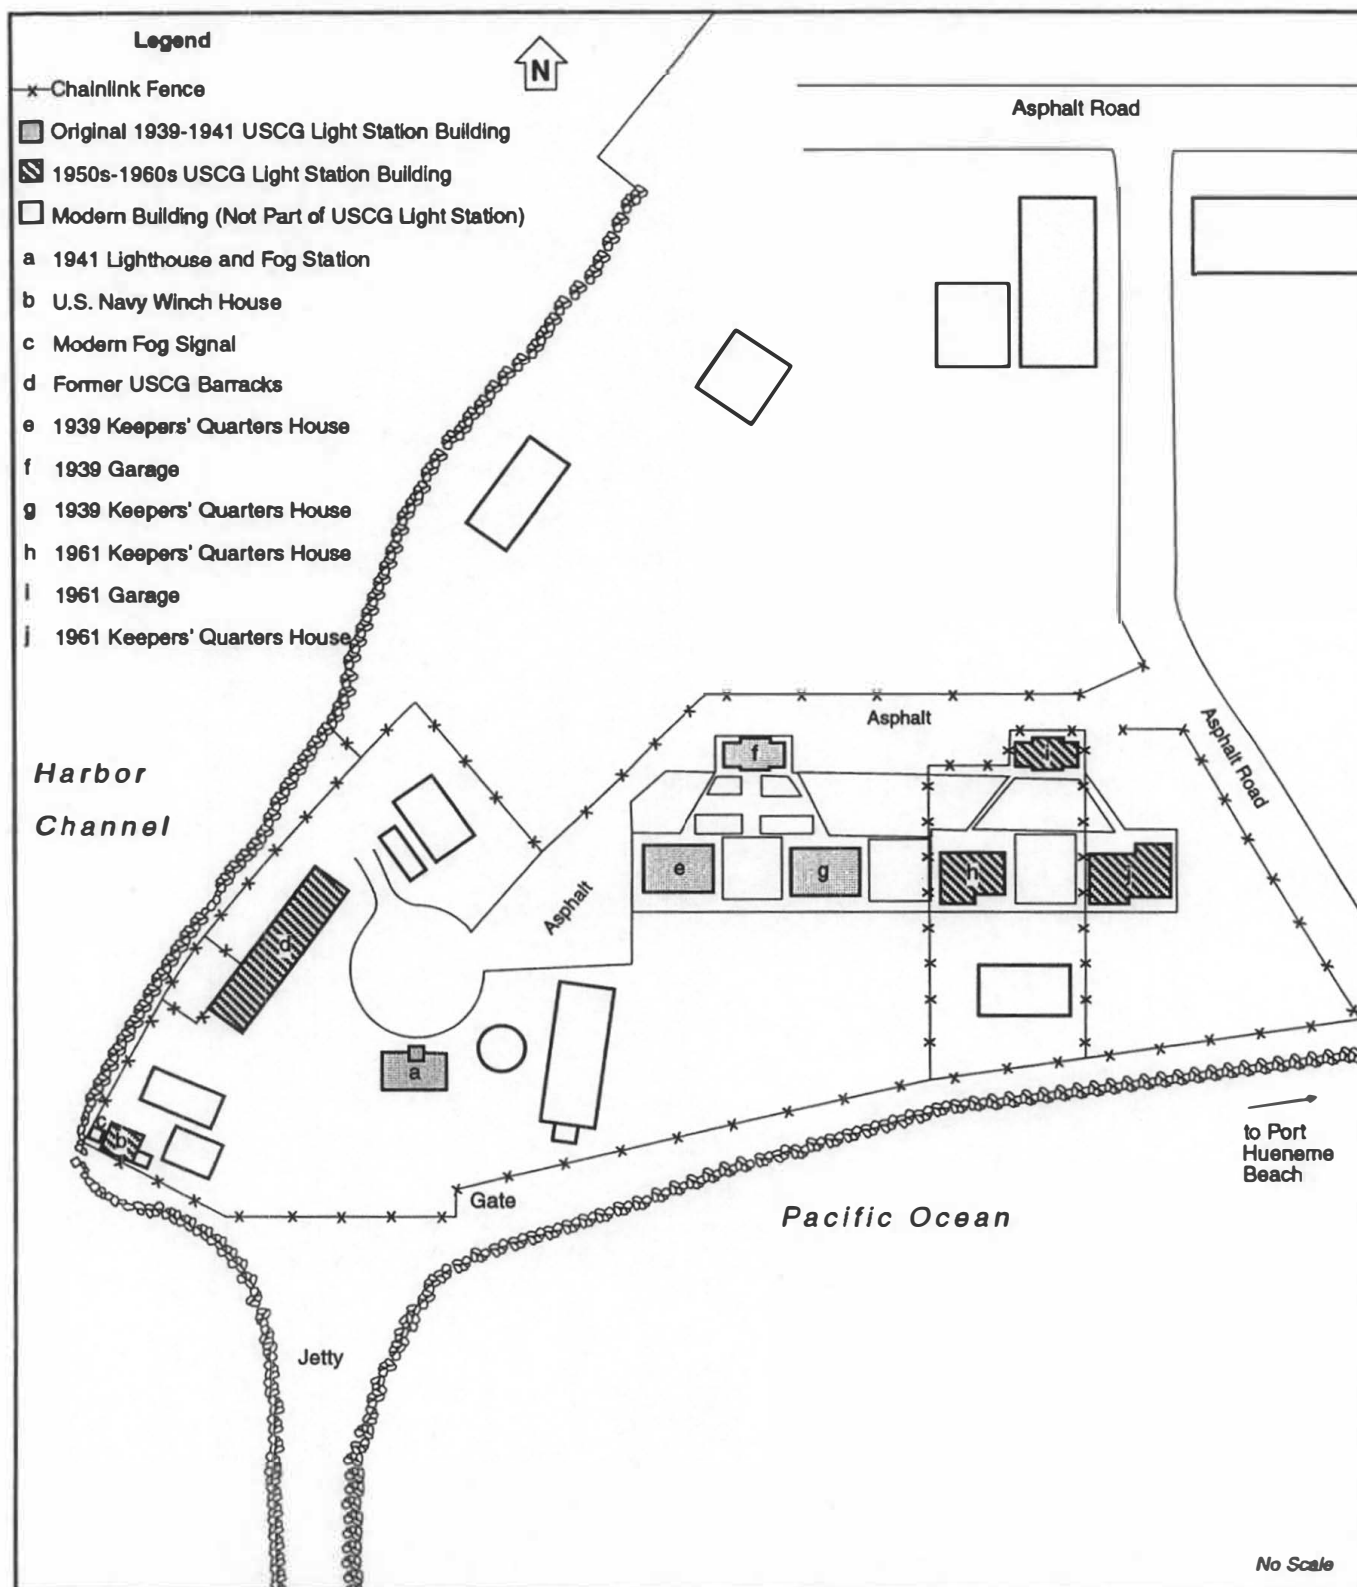 Legend
N
Chainlink Fence
Original 1939-1941 USCG Light Station Building
1950s-1960s USCG Light Station Building
Modern Building (Not Part of USCG Light Station)
a 1941 Lighthouse and Fog Station
b U.S. Navy Winch House
c Modern Fog Signal
d Former USCG Barracks
e 1939 Keepers' Quarters House
f 1939 Garage
g 1939 Keepers' Quarters House
h 1961 Keepers' Quarters House
i 1961 Garage
j 1961 Keepers' Quarters House
Asphalt Road
Asphalt
Asphalt Road
f
i
Harbor
Channel
e
g
h
j
Asphalt
d
a
c
b
Gate
to Port
Hueneme
Beach
Pacific Ocean
Jetty
No Scale